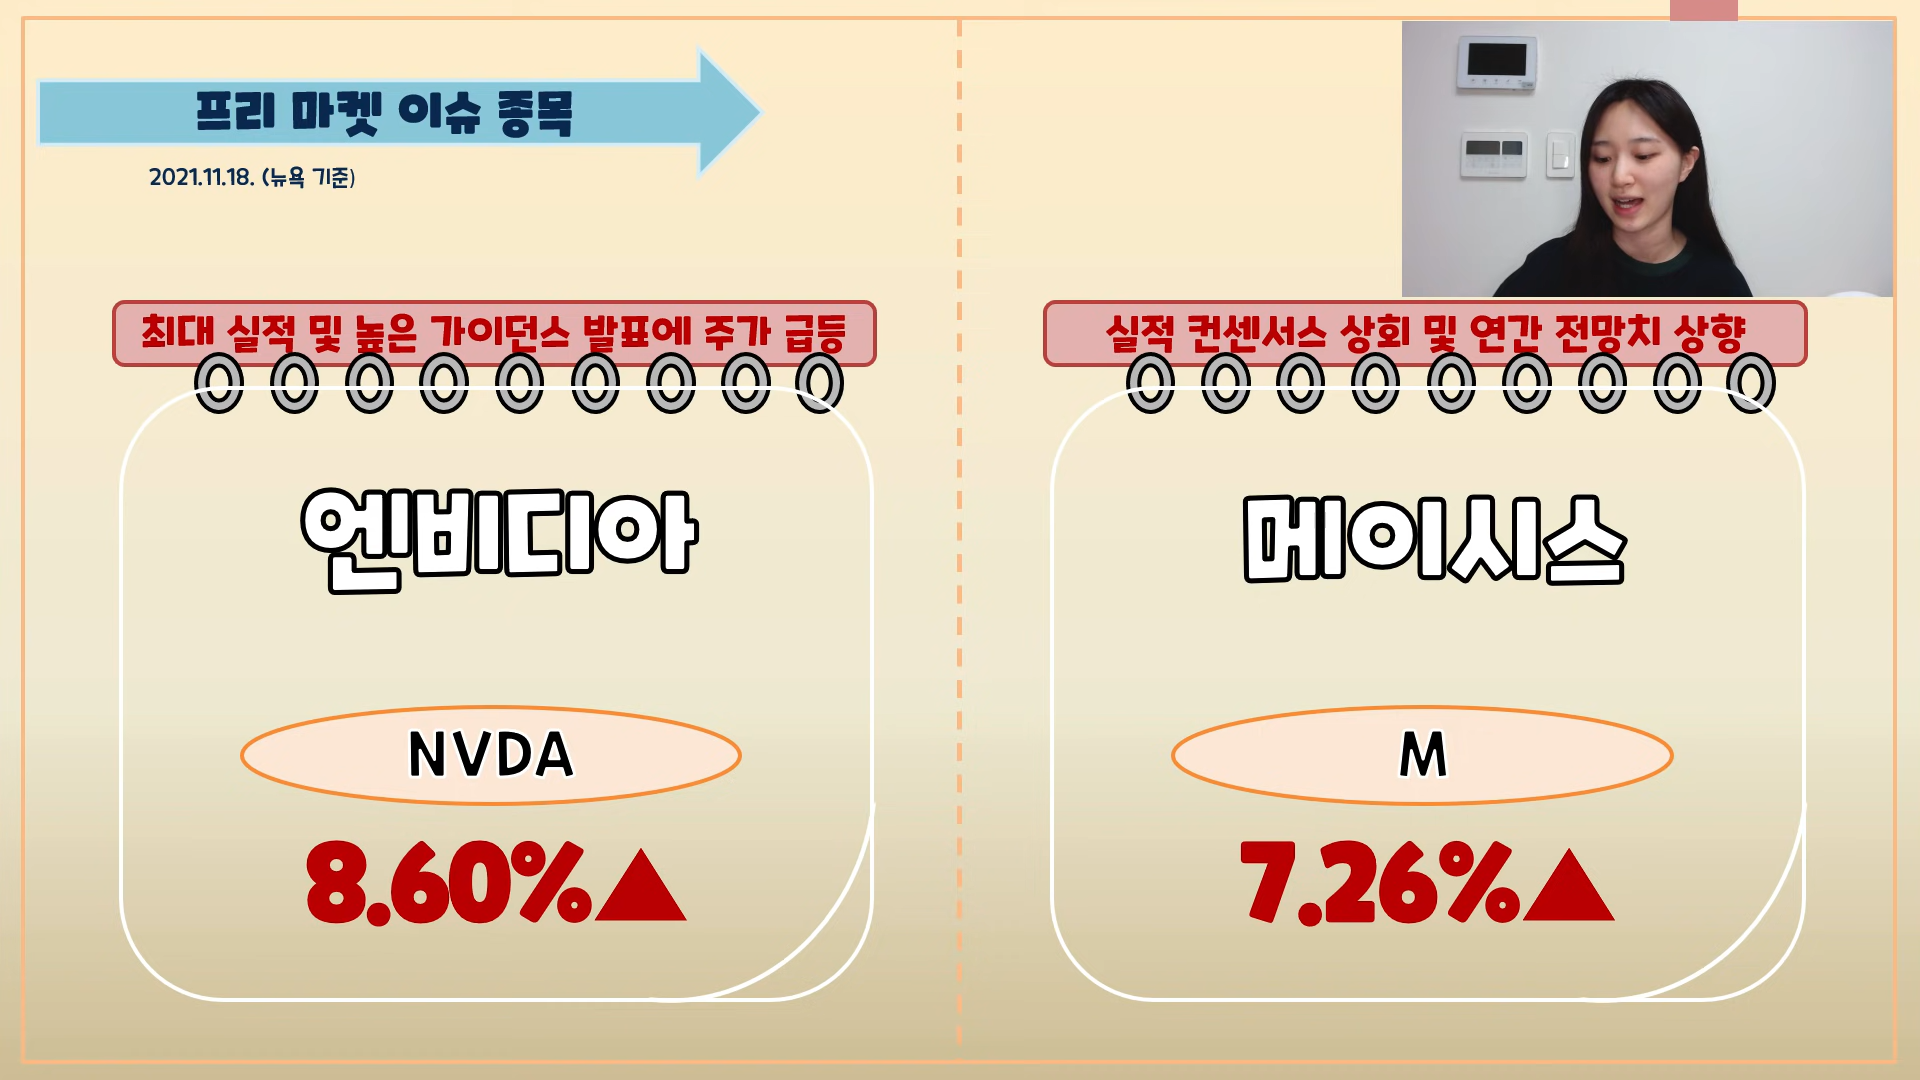 프리 마켓 이슈 종목
2021.11.18. (뉴욕 기준)
최대 실적 및 높은 가이던스 발표에 주가 급등
엔비디아
NVDA
8.60%▲
실적 컨센서스 상회 및 연간 전망치 상향
메이시스
M
7.26%▲